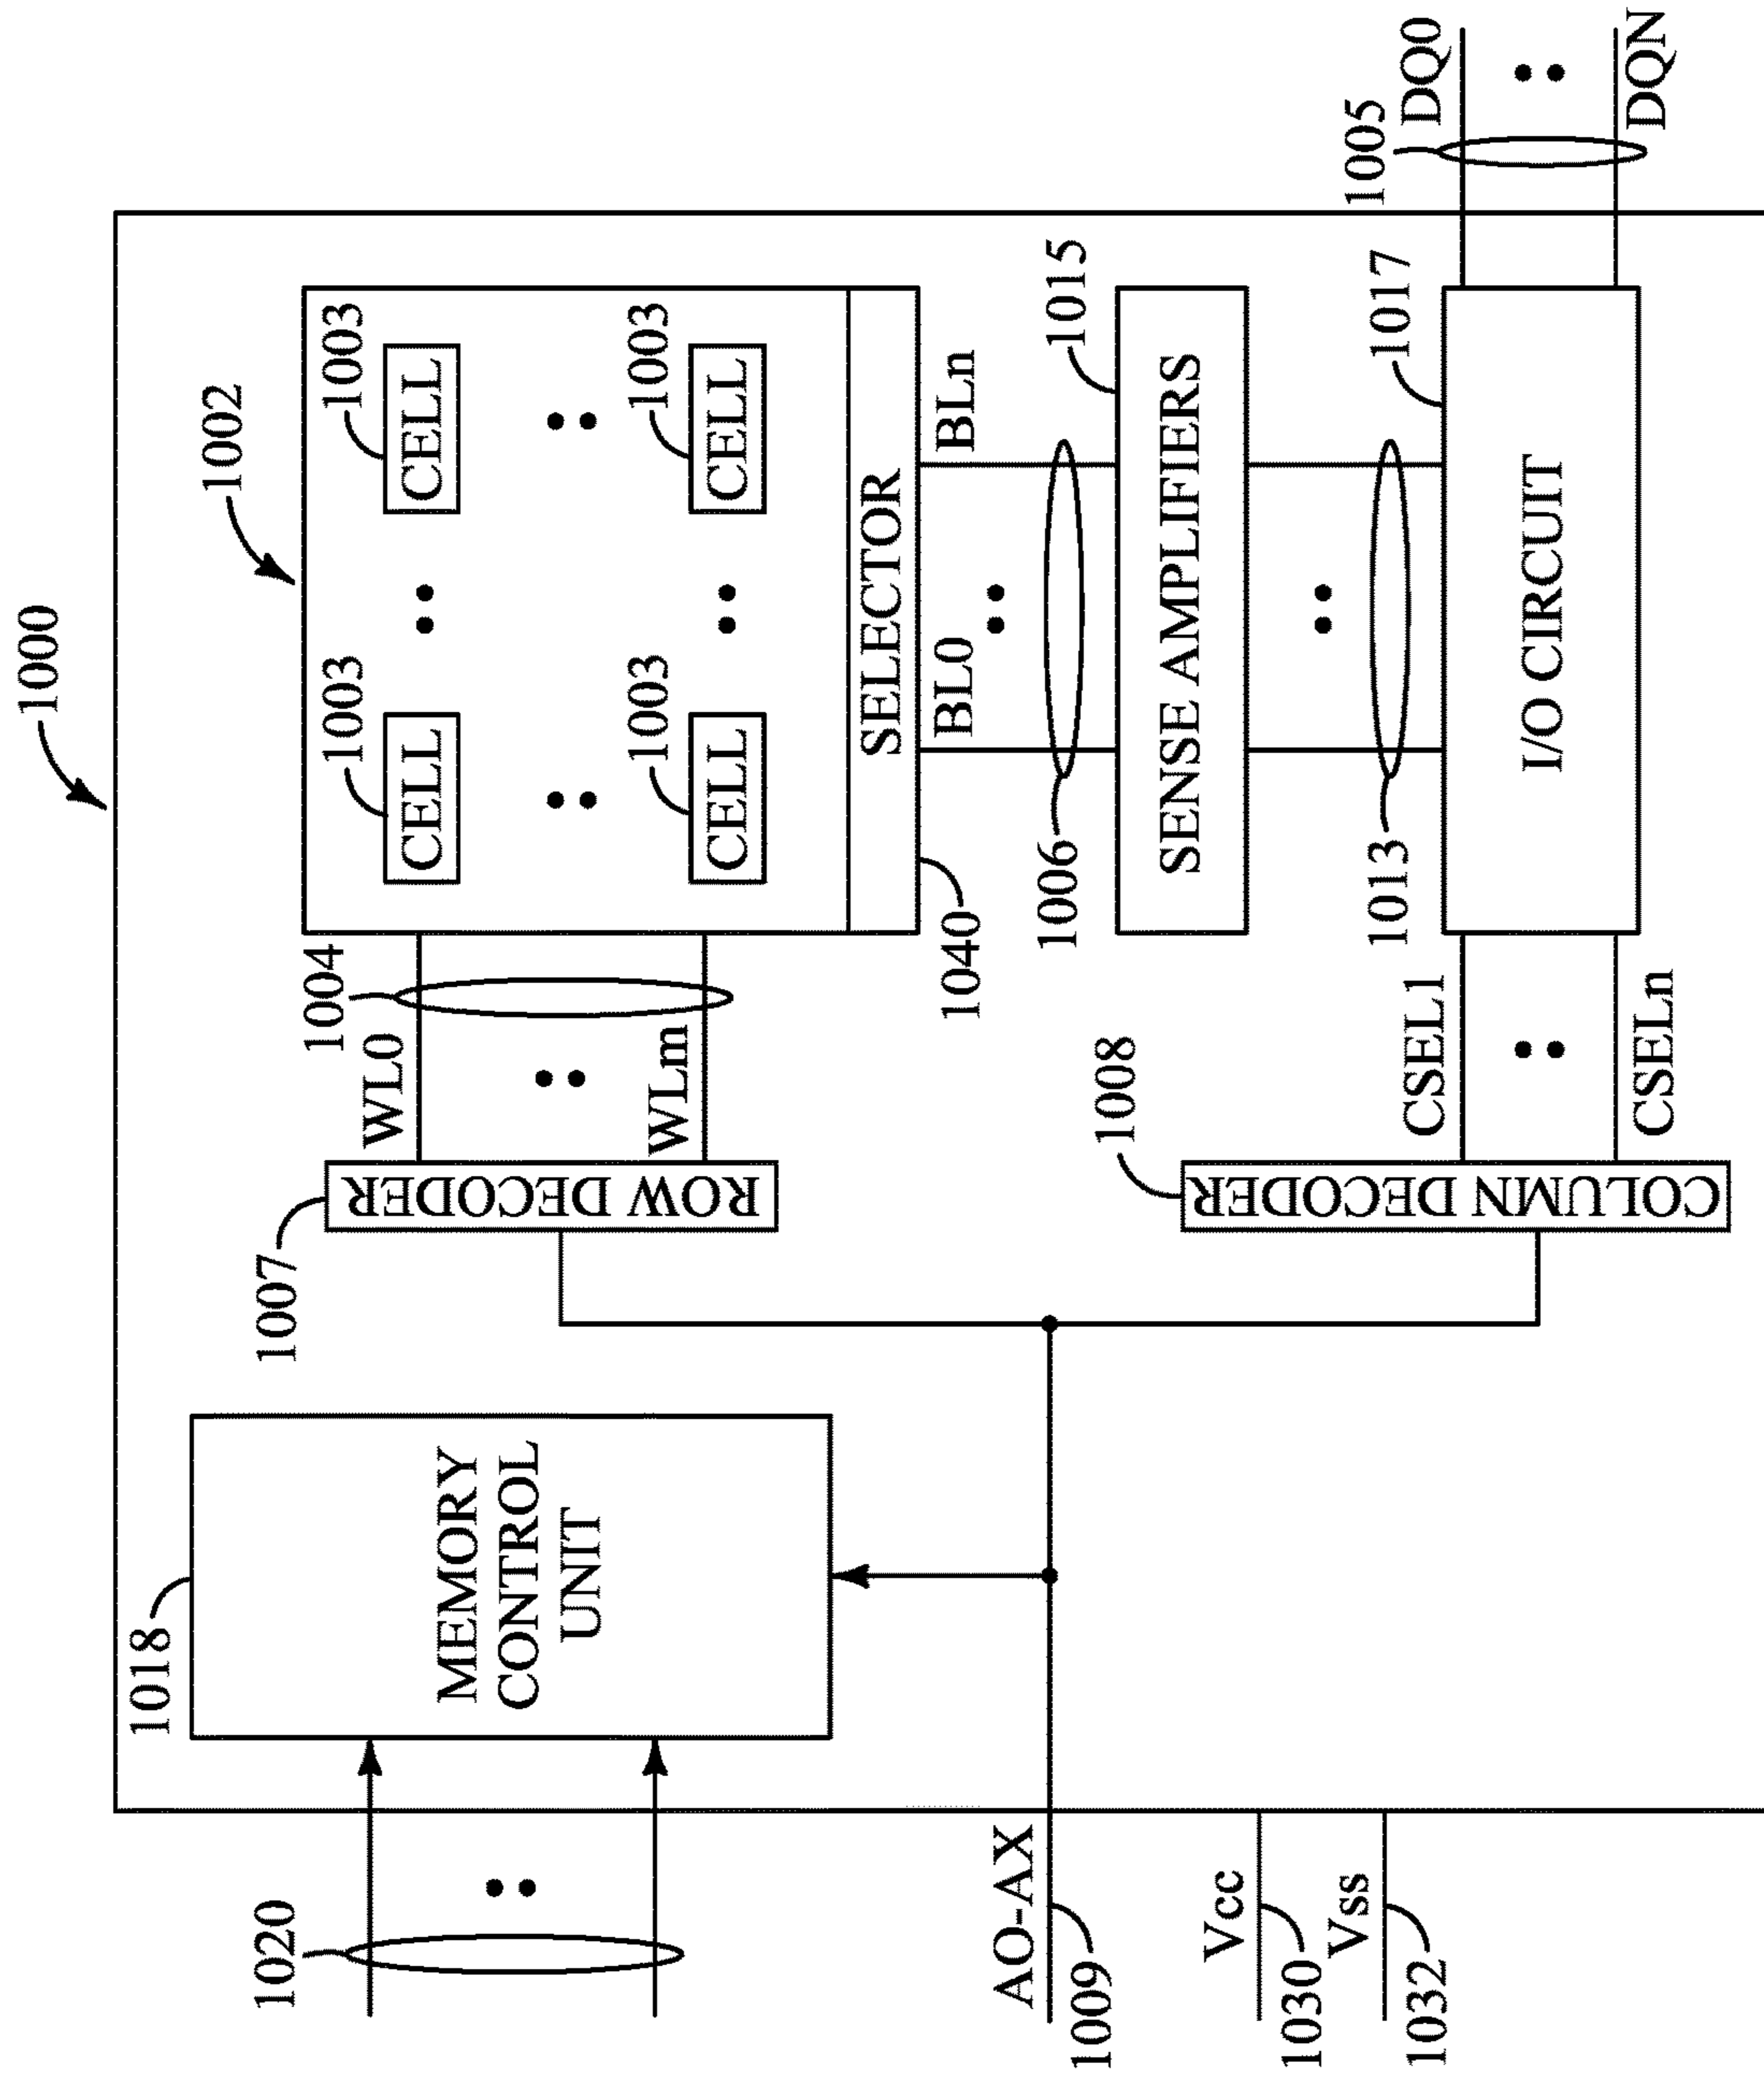 1000
1002
1003
CELL
1003
CELL
1003
CELL
1003
CELL
SELECTOR
1040
1004
WL0
WLm
ROW DECODER
1007
MEMORY
CONTROL
UNIT
1018
1020
BL0
BLn
1006
SENSE AMPLIFIERS
1015
1013
I/O CIRCUIT
1017
1005
DQ0
DQN
CSEL1
CSELn
1008
COLUMN DECODER
AO-AX
1009
Vcc
1030
Vss
1032